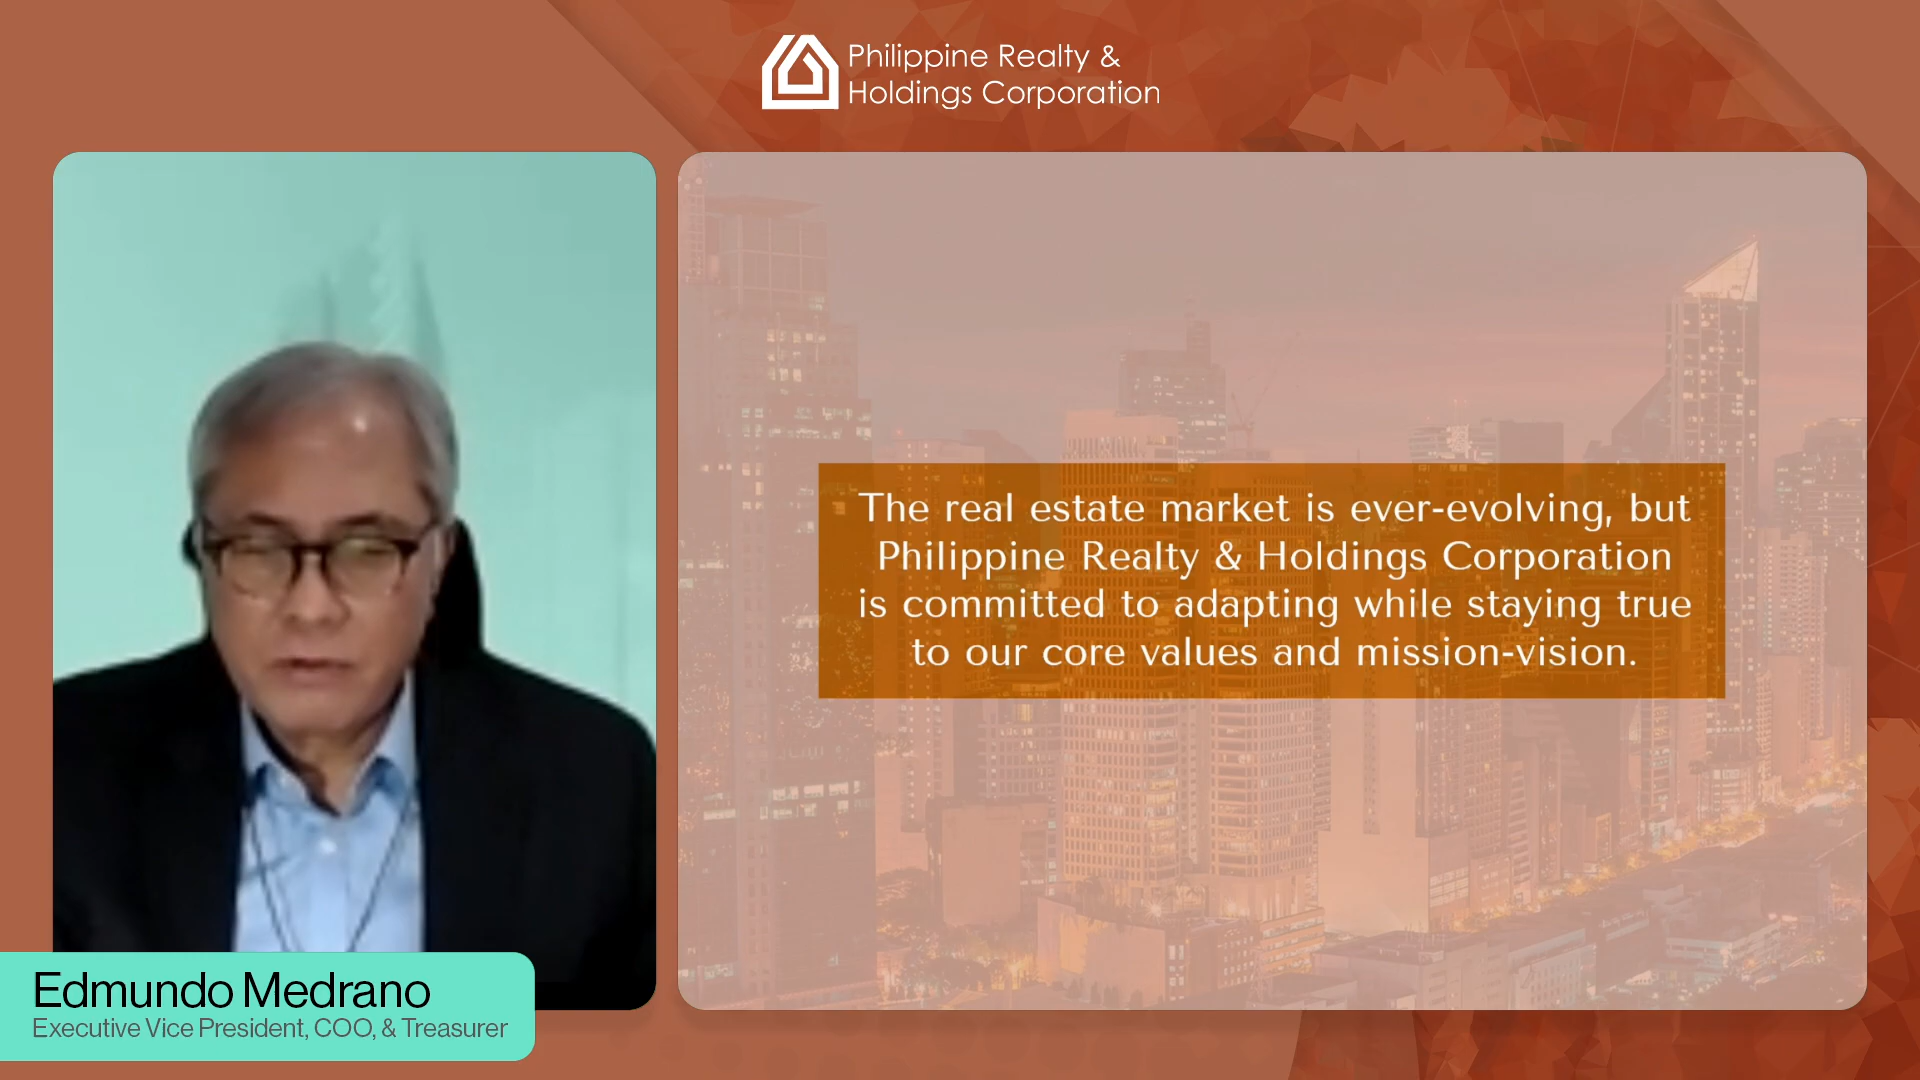 Philippine Realty &
Holdings Corporation
The real estate market is ever-evolving, but
Philippine Realty & Holdings Corporation
is committed to adapting while staying true
to our core values and mission-vision.
Edmundo Medrano
Executive Vice President, COO, & Treasurer